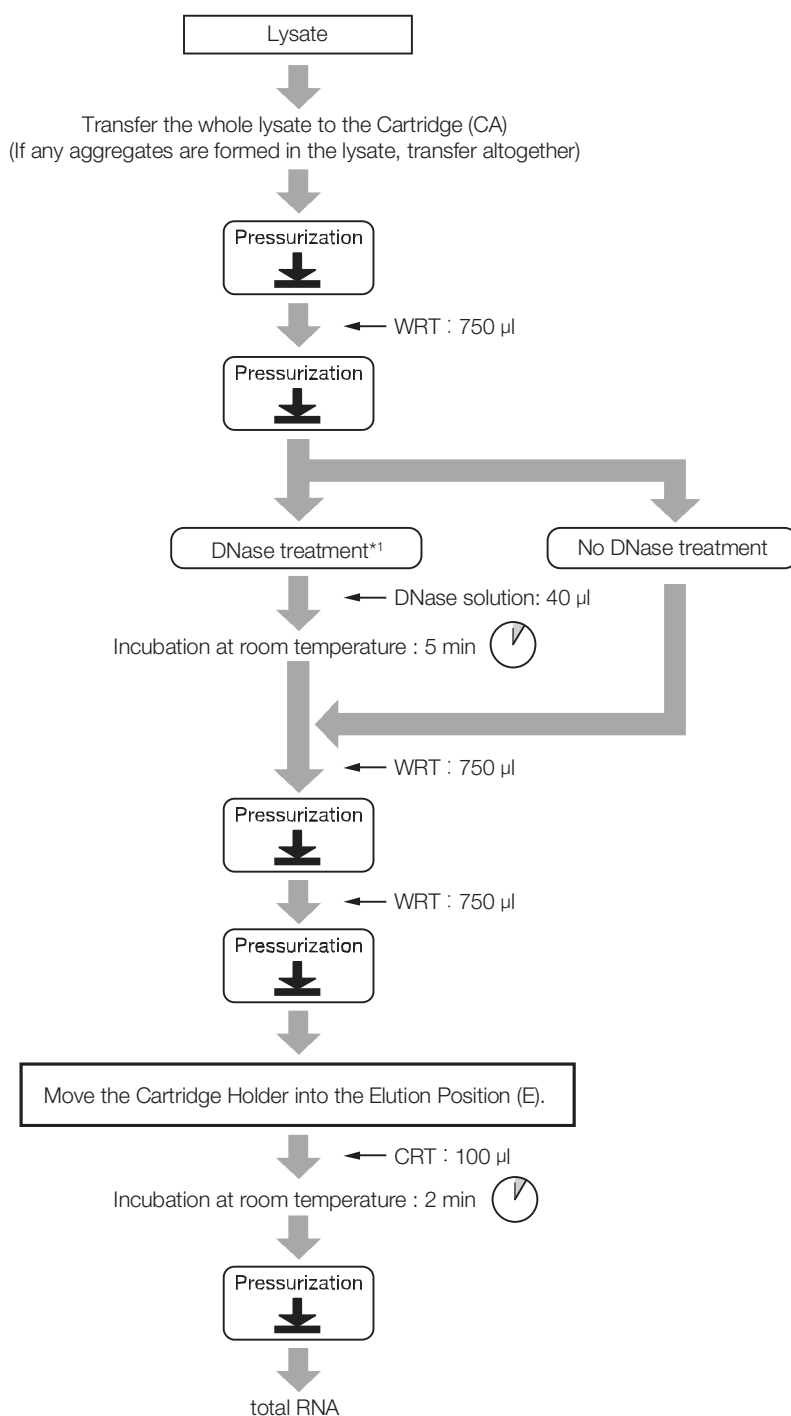 Lysate
Transfer the whole lysate to the Cartridge (CA)
(If any aggregates are formed in the lysate, transfer altogether)
Pressurization
WRT : 750 µl
Pressurization
DNase treatment*1
No DNase treatment
DNase solution: 40 µl
Incubation at room temperature : 5 min
WRT : 750 µl
Pressurization
WRT : 750 µl
Pressurization
Move the Cartridge Holder into the Elution Position (E).
CRT : 100 µl
Incubation at room temperature : 2 min
Pressurization
total RNA